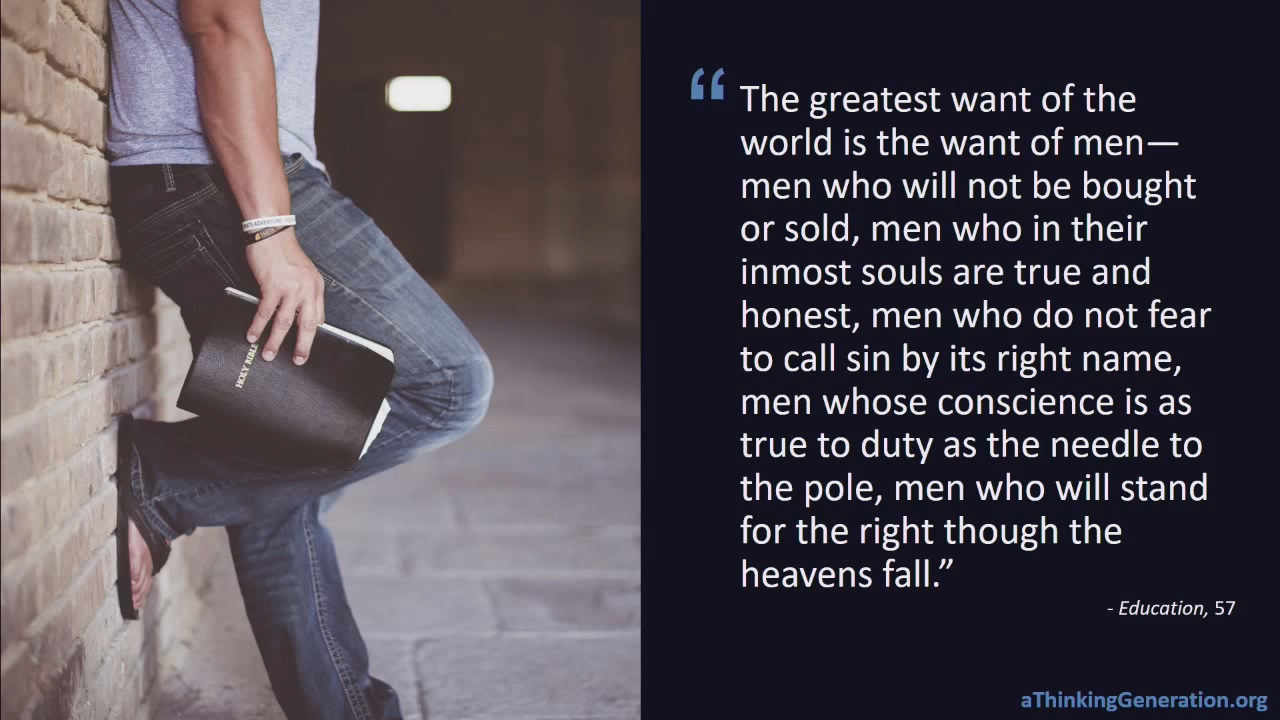 ADVENTURE
HOLY BIBLE
“The greatest want of the
world is the want of men—
men who will not be bought
or sold, men who in their
inmost souls are true and
honest, men who do not fear
to call sin by its right name,
men whose conscience is as
true to duty as the needle to
the pole, men who will stand
for the right though the
heavens fall.”
- Education, 57
aThinkingGeneration.org